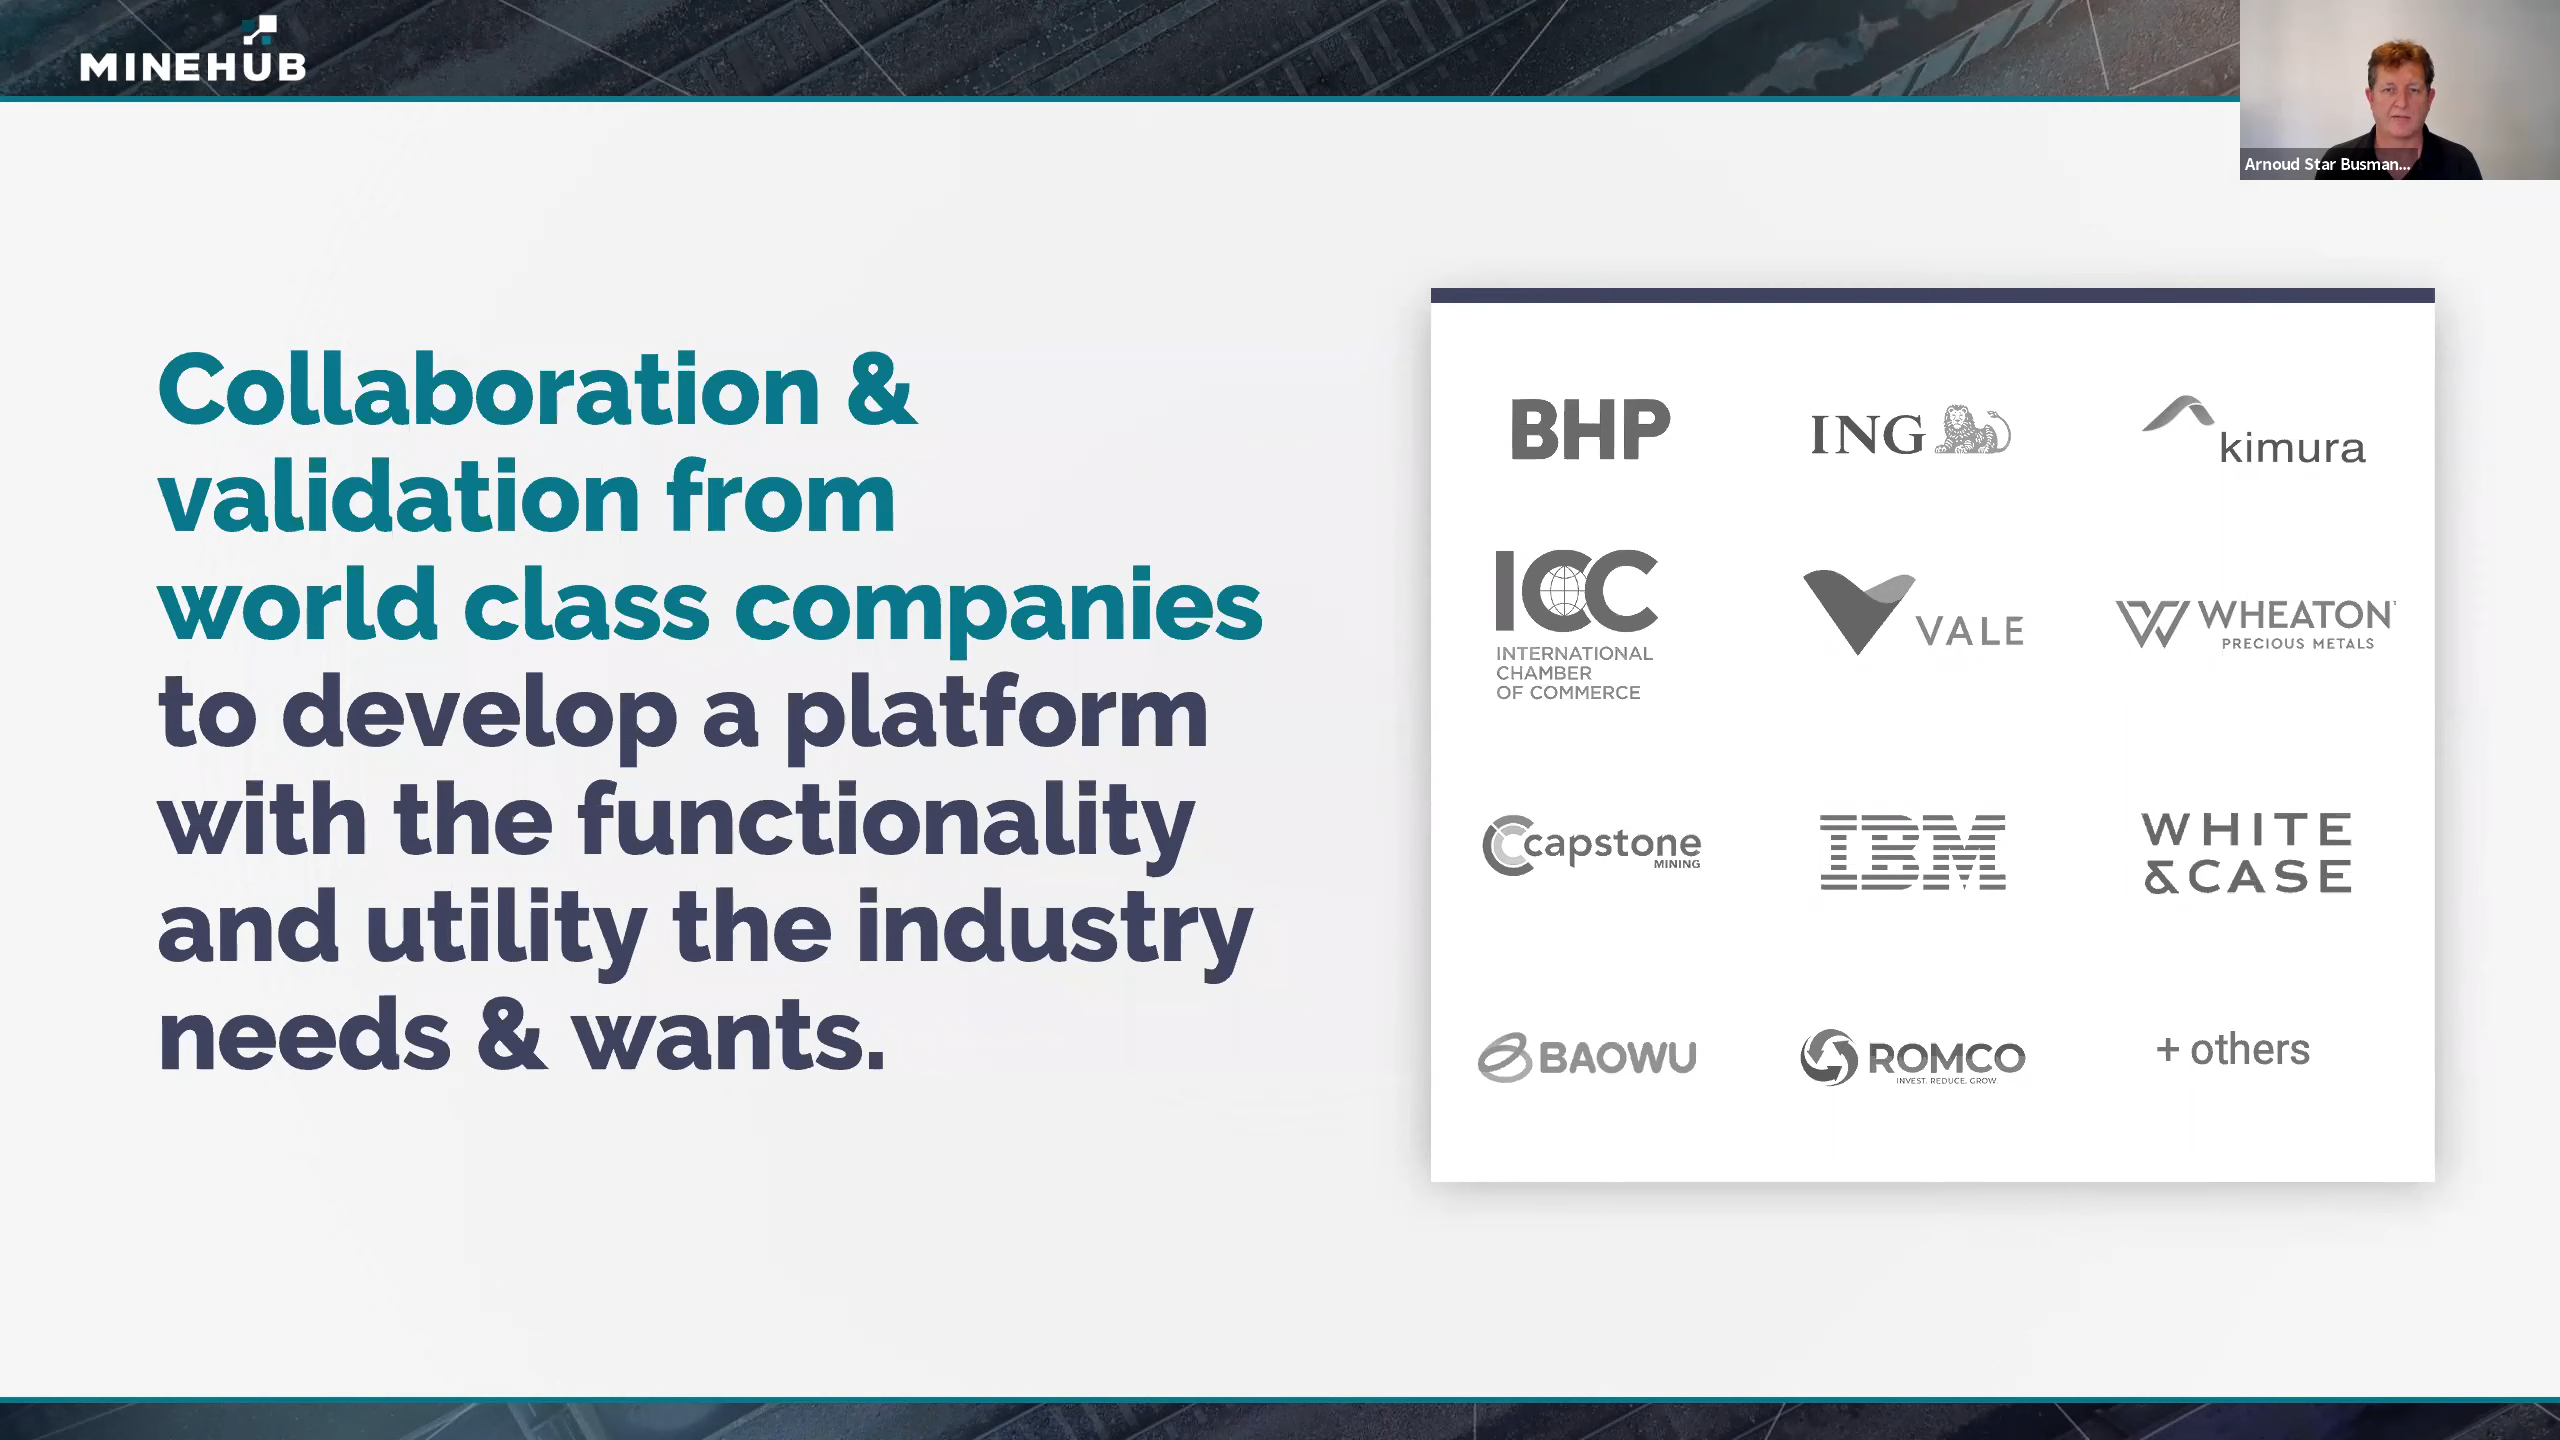 MINEHUB
Arnoud Star Busman...
Collaboration &
validation from
world class companies
to develop a platform
with the functionality
and utility the industry
needs & wants.
BHP
ING
kimura
ICC
INTERNATIONAL
CHAMBER
OF COMMERCE
VALE
WHEATON
PRECIOUS METALS
capstone
MINING
IBM
WHITE
& CASE
BAOWU
ROMCO
INVEST. REDUCE. GROW.
+ others